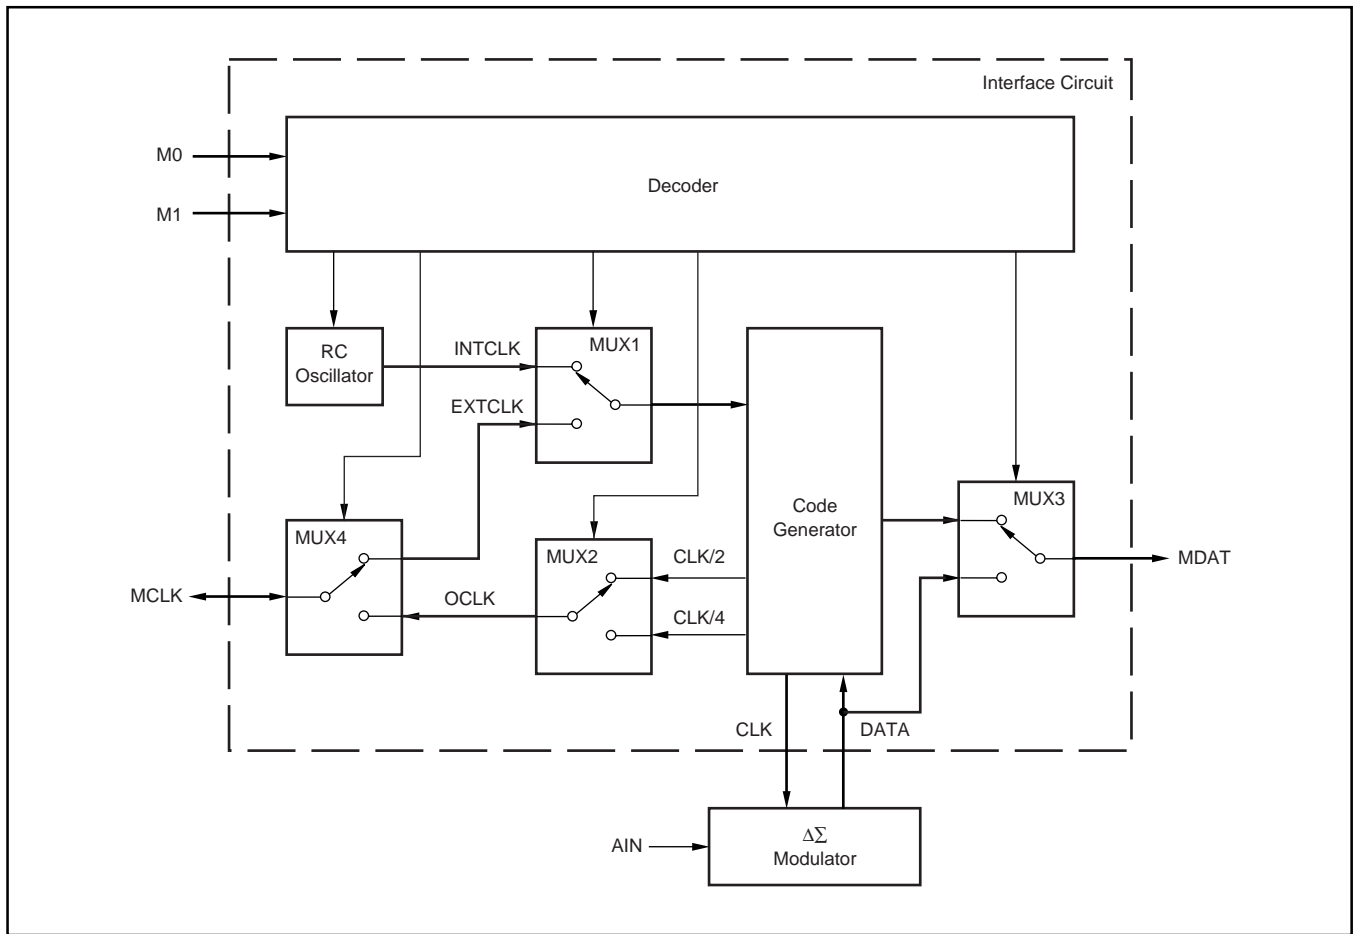 Interface Circuit
M0
M1
Decoder
RC
Oscillator
INTCLK
EXTCLK
MUX1
MUX4
MUX2
MUX3
Code
Generator
CLK/2
CLK/4
OCLK
MCLK
MDAT
CLK
DATA
AIN
ΔΣ
Modulator